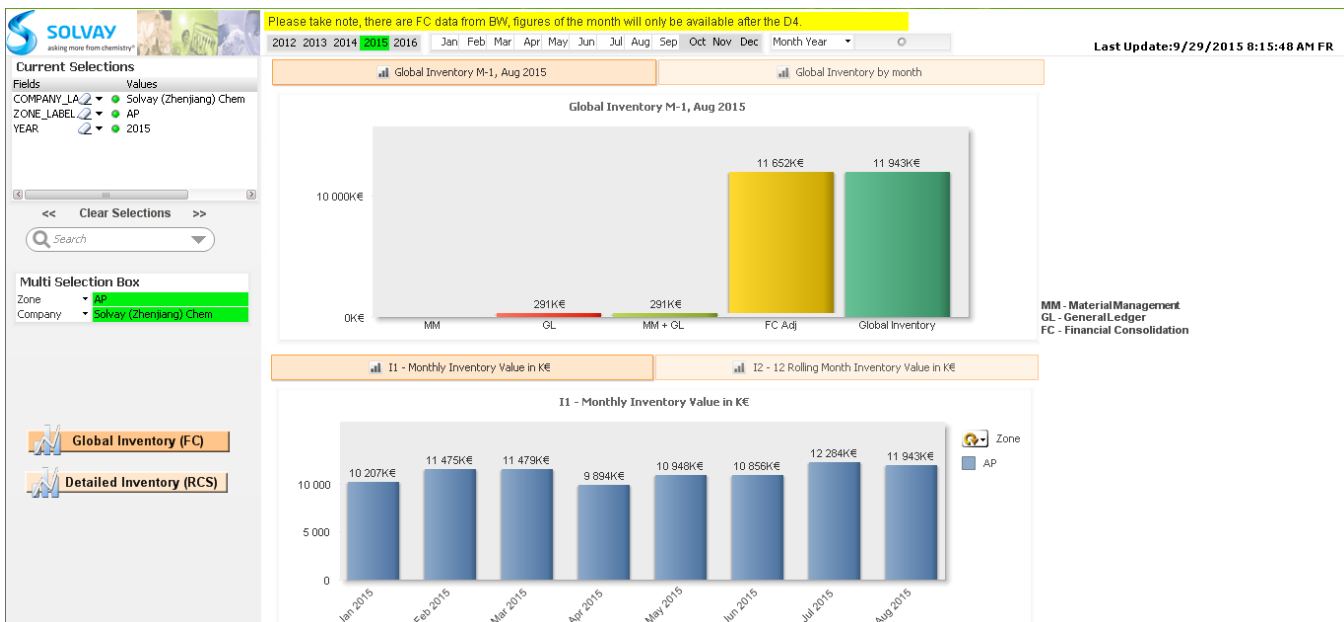 SOLVAY
asking more from chemistry®
Please take note, there are FC data from BW, figures of the month will only be available after the D4.
2012 2013 2014 2015 2016 Jan Feb Mar Apr May Jun Jul Aug Sep Oct Nov Dec Month Year
Last Update:9/29/2015 8:15:48 AM FR
Current Selections
Fields Values
COMPANY_LA Solvay (Zhenjiang) Chem
ZONE_LABEL AP
YEAR 2015
<< Clear Selections >>
Search
Multi Selection Box
Zone AP
Company Solvay (Zhenjiang) Chem
Global Inventory (FC)
Detailed Inventory (RCS)
Global Inventory M-1, Aug 2015 Global Inventory by month
Global Inventory M-1, Aug 2015
11 652K€ 11 943K€
10 000K€
291K€ 291K€
0K€
MM GL MM + GL FC Adj Global Inventory
MM - Material Management
GL - General Ledger
FC - Financial Consolidation
I1 - Monthly Inventory Value in K€ I2 - 12 Rolling Month Inventory Value in K€
I1 - Monthly Inventory Value in K€
10 207K€ 11 475K€ 11 479K€ 9 894K€ 10 948K€ 10 856K€ 12 284K€ 11 943K€
10 000
5 000
0
Jan 2015 Feb 2015 Mar 2015 Apr 2015 May 2015 Jun 2015 Jul 2015 Aug 2015
Zone
AP